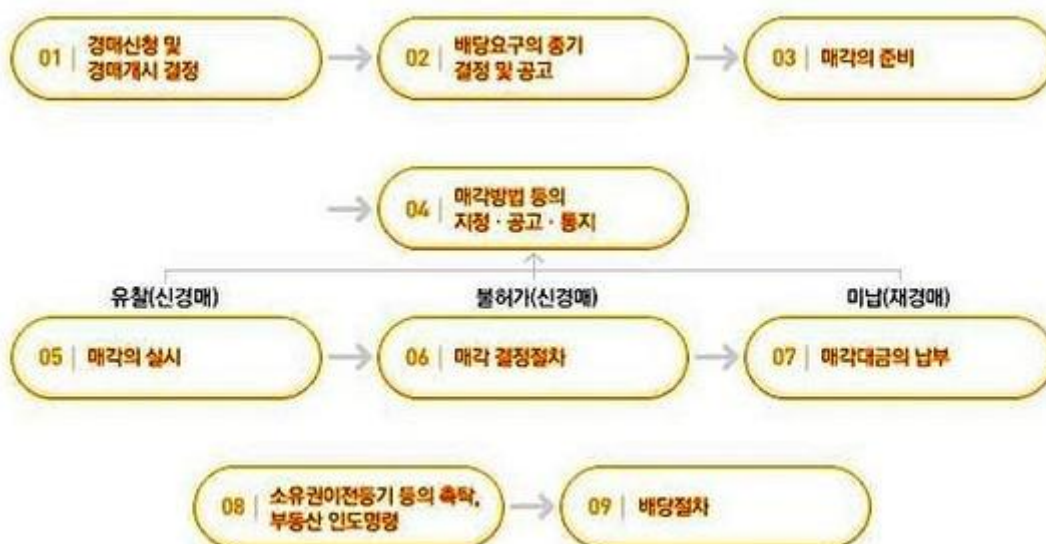 01 경매신청 및
경매개시 결정
02 배당요구의 종기
결정 및 공고
03 매각의 준비
04 매각방법 등의
지정 · 공고 · 통지
유찰(신경매)
불허가(신경매)
미납(재경매)
05 매각의 실시
06 매각 결정절차
07 매각대금의 납부
08 소유권이전등기 등의 촉탁,
부동산 인도명령
09 배당절차